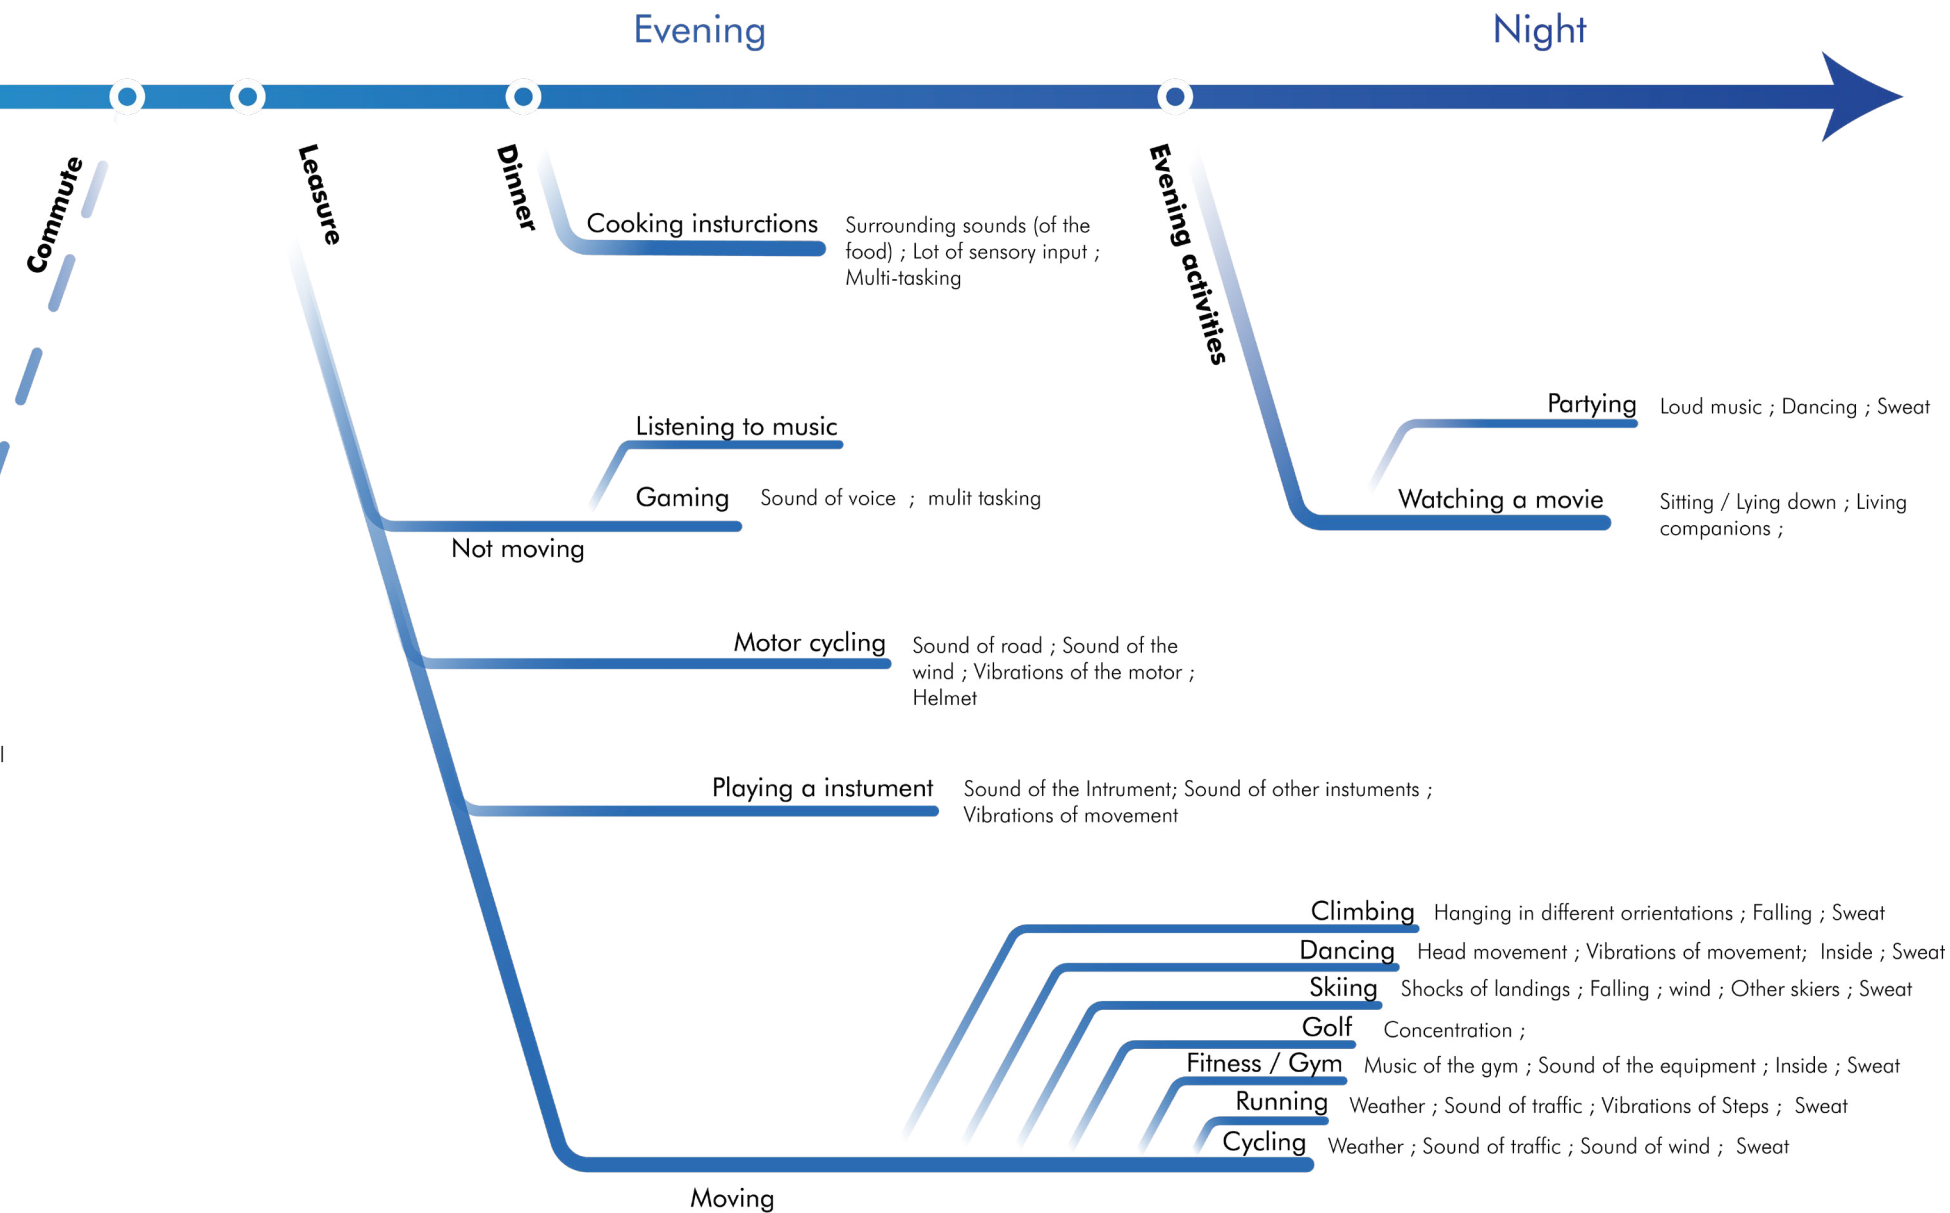 Evening
Night
Commute
Leasure
Dinner
Evening activities
Cooking insturctions
Surrounding sounds (of the
food) ; Lot of sensory input ;
Multi-tasking
Listening to music
Gaming
Sound of voice ; mulit tasking
Not moving
Partying
Loud music ; Dancing ; Sweat
Watching a movie
Sitting / Lying down ; Living
companions ;
Motor cycling
Sound of road ; Sound of the
wind ; Vibrations of the motor ;
Helmet
Playing a instument
Sound of the Intrument; Sound of other instuments ;
Vibrations of movement
Climbing
Hanging in different orrientations ; Falling ; Sweat
Dancing
Head movement ; Vibrations of movement; Inside ; Sweat
Skiing
Shocks of landings ; Falling ; wind ; Other skiers ; Sweat
Golf
Concentration ;
Fitness / Gym
Music of the gym ; Sound of the equipment ; Inside ; Sweat
Running
Weather ; Sound of traffic ; Vibrations of Steps ; Sweat
Cycling
Weather ; Sound of traffic ; Sound of wind ; Sweat
Moving